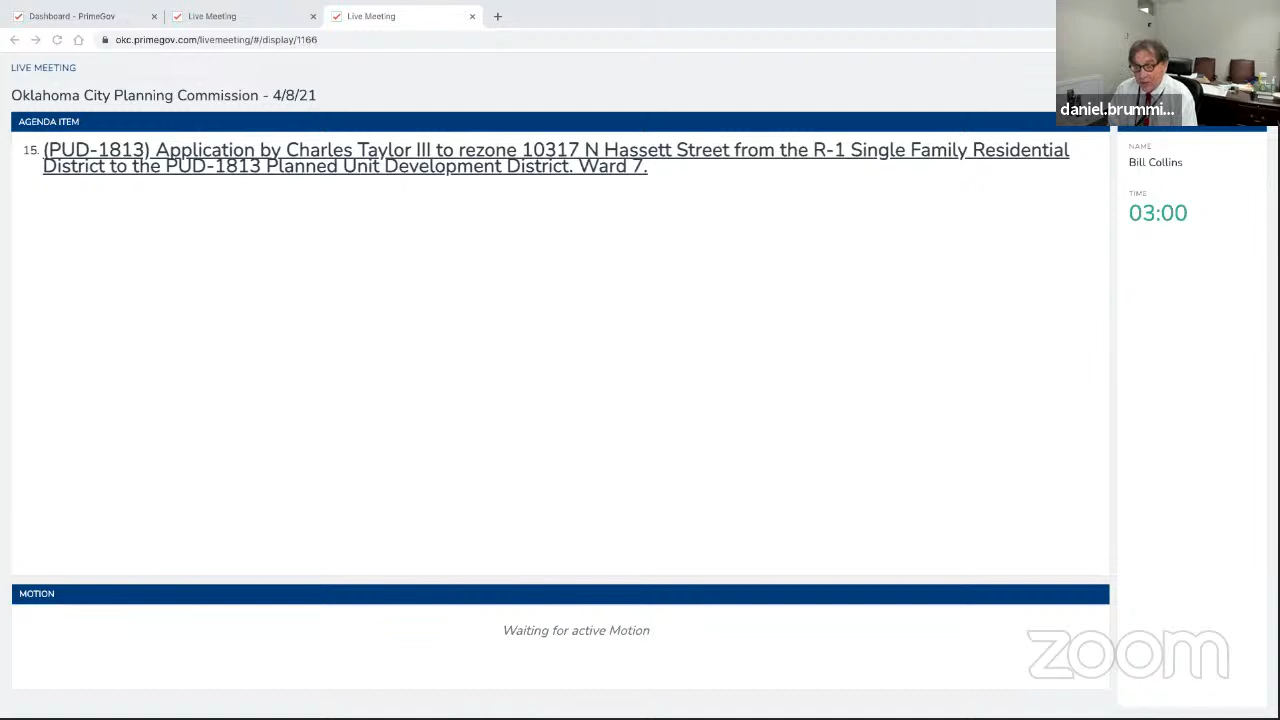 Dashboard - PrimeGov
Live Meeting
Live Meeting
okc.primegov.com/livemeeting/#/display/1166
LIVE MEETING
Oklahoma City Planning Commission - 4/8/21
AGENDA ITEM
15. (PUD-1813) Application by Charles Taylor III to rezone 10317 N Hassett Street from the R-1 Single Family Residential
District to the PUD-1813 Planned Unit Development District. Ward 7.
daniel.brummi...
NAME
Bill Collins
TIME
03:00
MOTION
Waiting for active Motion
zoom